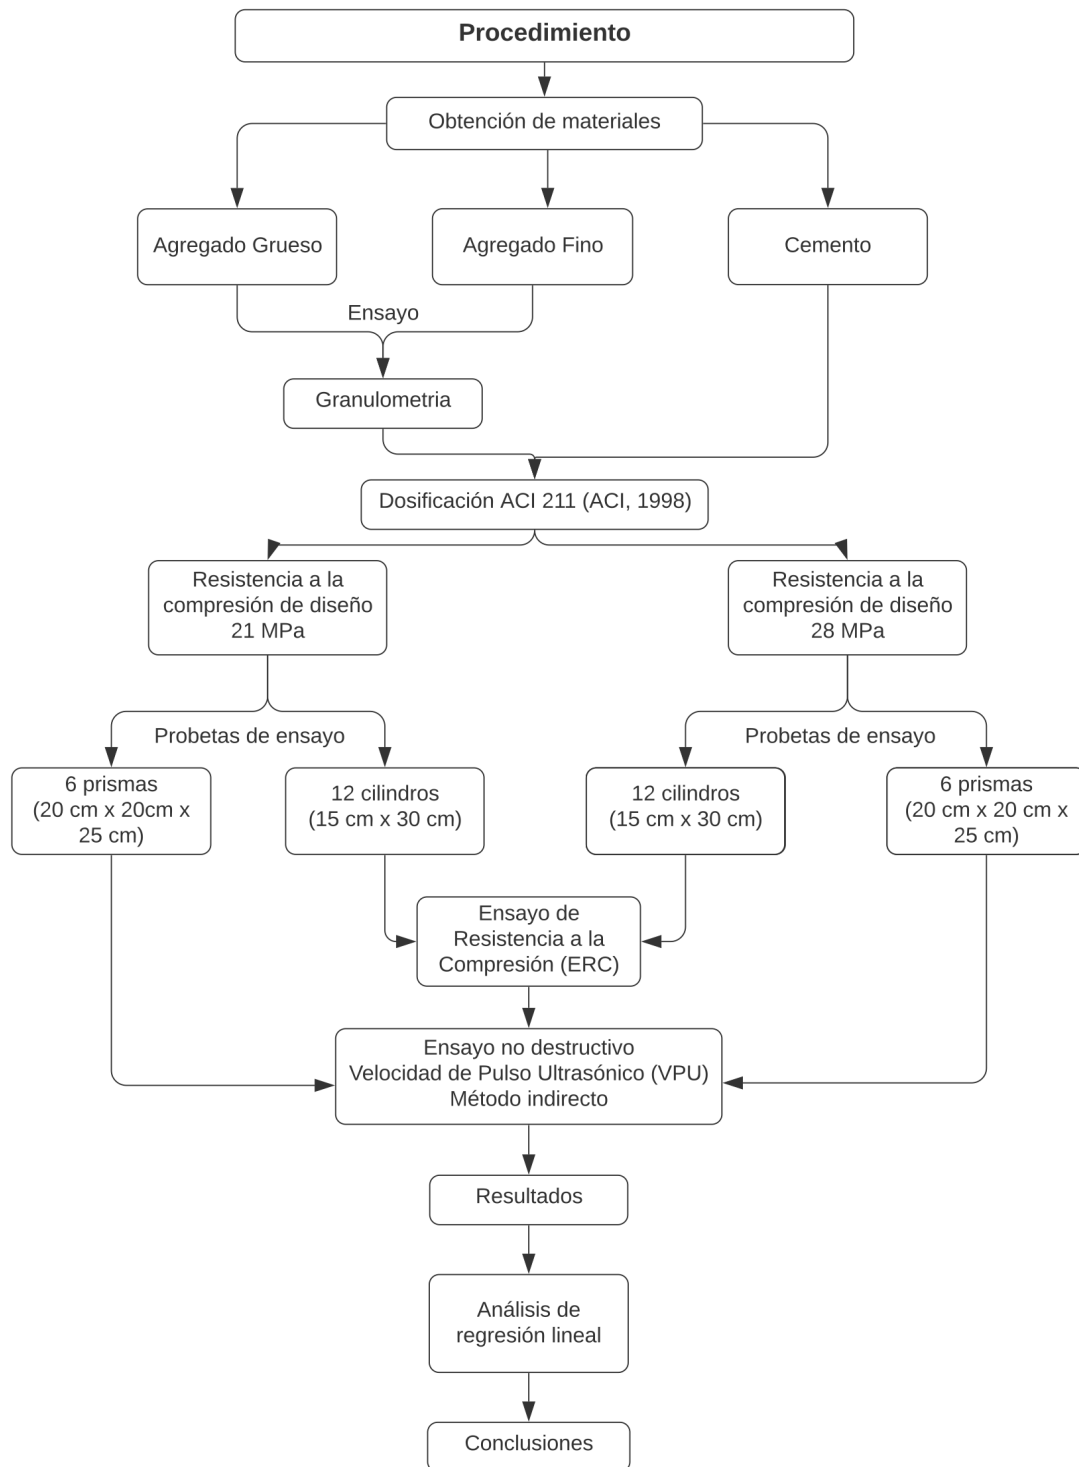 Procedimiento
Obtención de materiales
Agregado Grueso
Agregado Fino
Cemento
Ensayo
Granulometria
Dosificación ACI 211 (ACI, 1998)
Resistencia a la
compresión de diseño
21 MPa
Resistencia a la
compresión de diseño
28 MPa
Probetas de ensayo
Probetas de ensayo
6 prismas
(20 cm x 20cm x
25 cm)
12 cilindros
(15 cm x 30 cm)
12 cilindros
(15 cm x 30 cm)
6 prismas
(20 cm x 20 cm x
25 cm)
Ensayo de
Resistencia a la
Compresión (ERC)
Ensayo no destructivo
Velocidad de Pulso Ultrasónico (VPU)
Método indirecto
Resultados
Análisis de
regresión lineal
Conclusiones